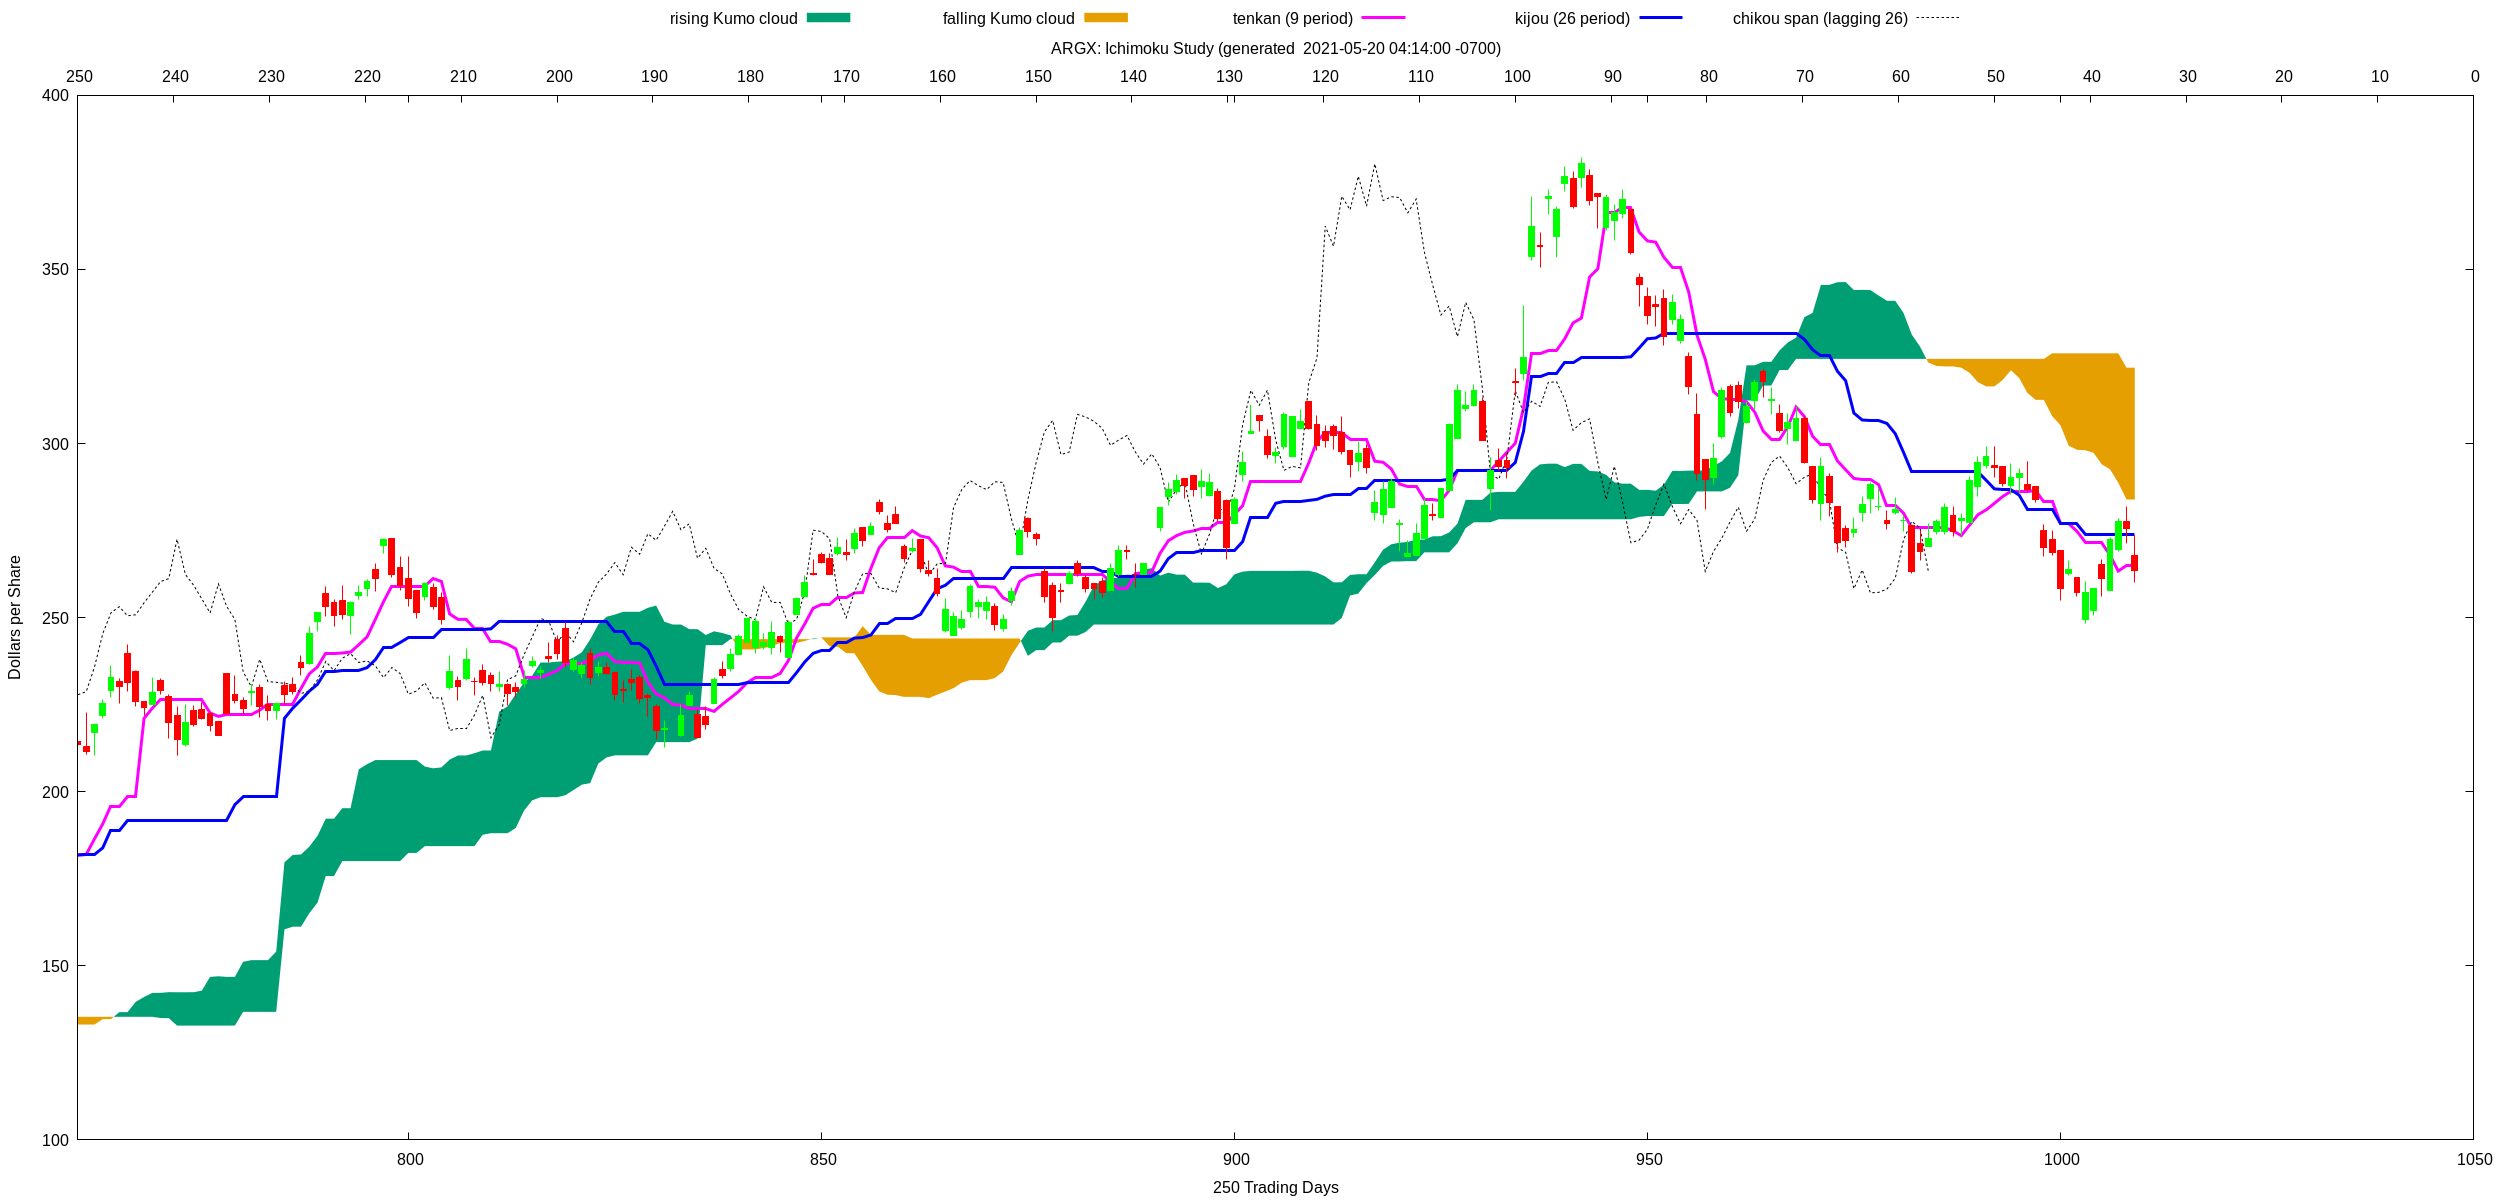 rising Kumo cloud falling Kumo cloud tenkan (9 period) kijou (26 period) chikou span (lagging 26)
ARGX: Ichimoku Study (generated  2021-05-20 04:14:00 -0700)
250 240 230 220 210 200 190 180 170 160 150 140 130 120 110 100 90 80 70 60 50 40 30 20 10 0
400
350
300
250
200
150
100
Dollars per Share
800 850 900 950 1000 1050
250 Trading Days